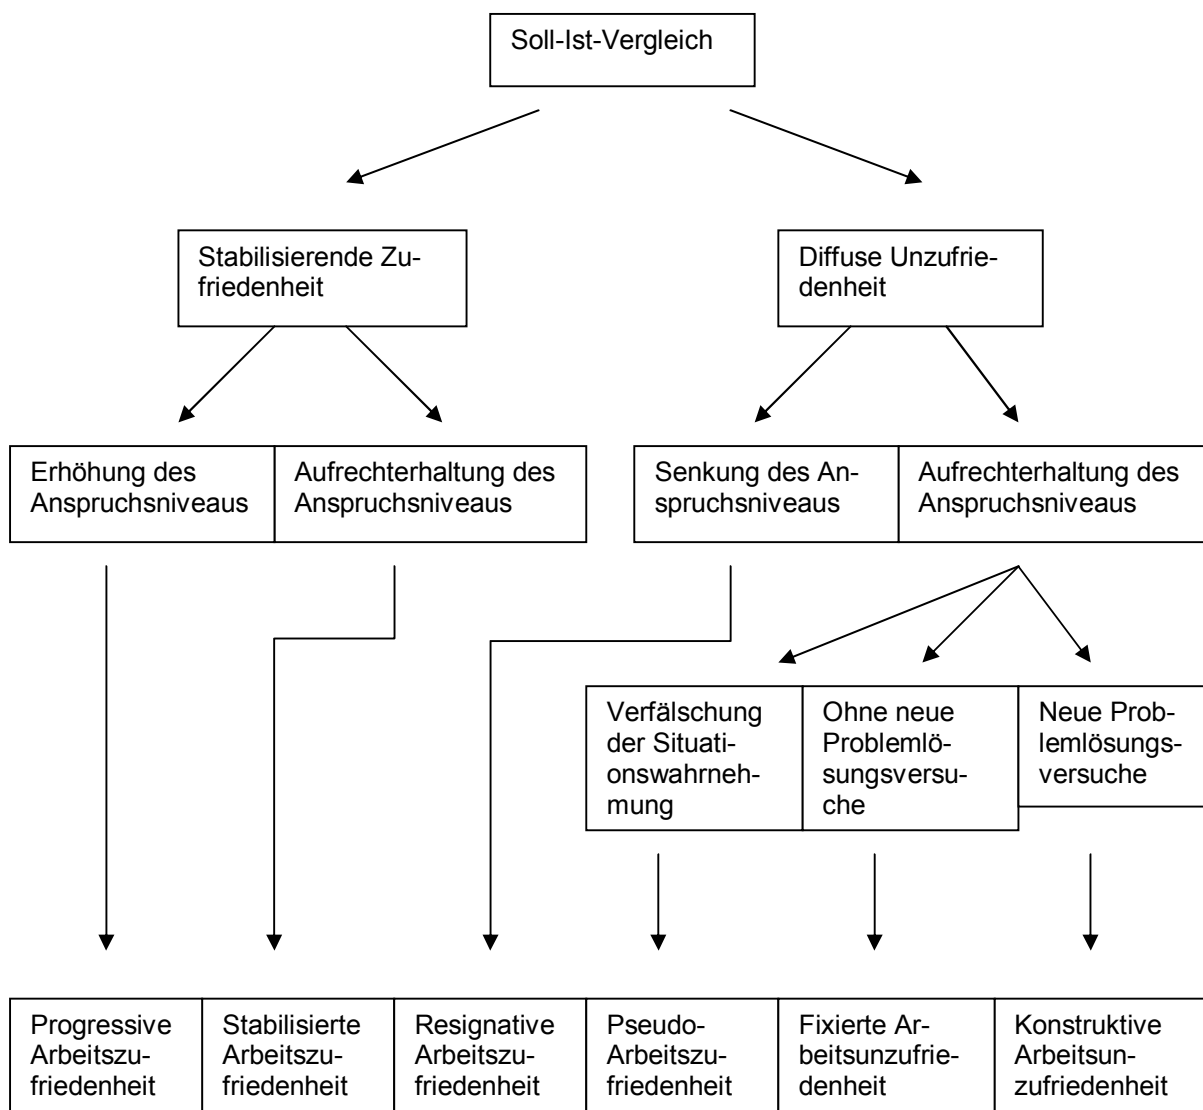 Soll-Ist-Vergleich
Stabilisierende Zu-
friedenheit
Diffuse Unzufrie-
denheit
Erhöhung des
Anspruchsniveaus
Aufrechterhaltung des
Anspruchsniveaus
Senkung des An-
spruchsniveaus
Aufrechterhaltung des
Anspruchsniveaus
Verfälschung
der Situati-
onswahrneh-
mung
Ohne neue
Problemlö-
sungsversu-
che
Neue Prob-
lemlösungs-
versuche
Progressive
Arbeitszu-
friedenheit
Stabilisierte
Arbeitszu-
friedenheit
Resignative
Arbeitszu-
friedenheit
Pseudo-
Arbeitszu-
friedenheit
Fixierte Ar-
beitsunzufrie-
denheit
Konstruktive
Arbeitsun-
zufriedenheit